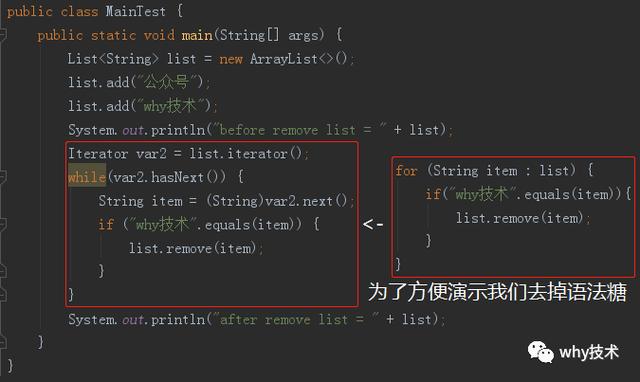 public class MainTest {
public static void main(String[] args) {
List<String> list = new ArrayList<>();
list.add("公众号");
list.add("why技术");
System.out.println("before remove list = " + list);
Iterator var2 = list.iterator();
while(var2.hasNext()) {
String item = (String)var2.next();
if ("why技术".equals(item)) {
list.remove(item);
}
}
<-
for (String item : list) {
if("why技术".equals(item)){
list.remove(item);
}
}
为了方便演示我们去掉语法糖
System.out.println("after remove list = " + list);
}
}
why技术